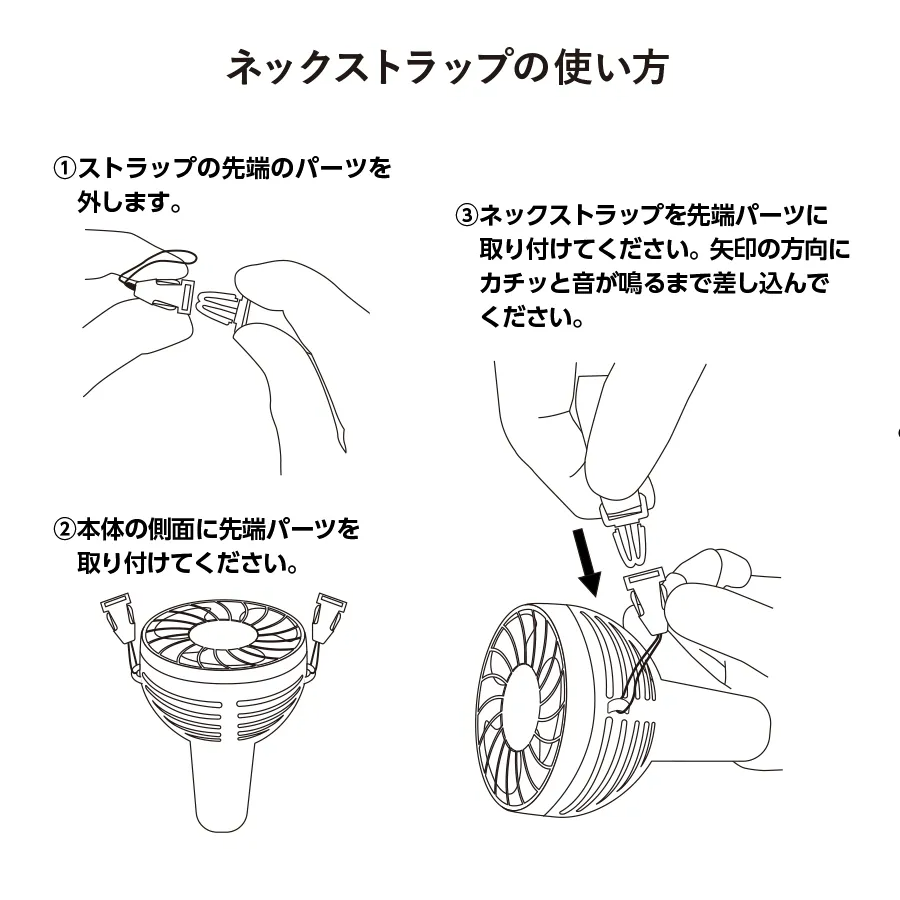 ネックストラップの使い方
①ストラップの先端のパーツを
外します。
②本体の側面に先端パーツを
取り付けてください。
③ネックストラップを先端パーツに
取り付けてください。矢印の方向に
カチッと音が鳴るまで差し込んで
ください。